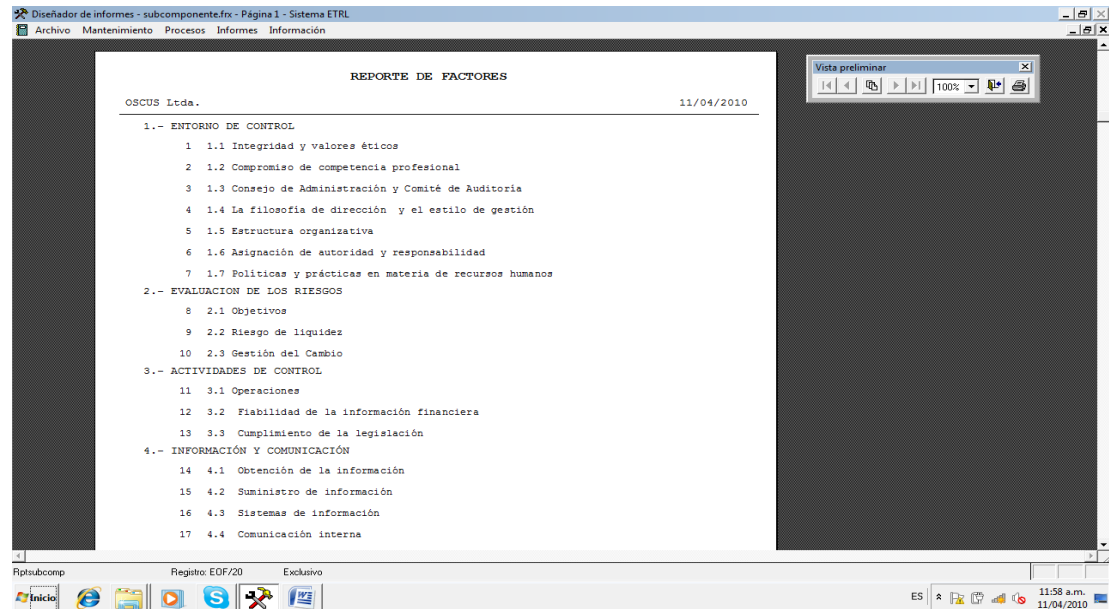 Diseñador de informes - subcomponente.frx - Página 1 - Sistema ETRL
Archivo Mantenimiento Procesos Informes Información
Vista preliminar
100%
REPORTE DE FACTORES
OSCUS Ltda. 11/04/2010
1.- ENTORNO DE CONTROL
1 1.1 Integridad y valores éticos
2 1.2 Compromiso de competencia profesional
3 1.3 Consejo de Administración y Comité de Auditoría
4 1.4 La filosofía de dirección y el estilo de gestión
5 1.5 Estructura organizativa
6 1.6 Asignación de autoridad y responsabilidad
7 1.7 Políticas y prácticas en materia de recursos humanos
2.- EVALUACION DE LOS RIESGOS
8 2.1 Objetivos
9 2.2 Riesgo de liquidez
10 2.3 Gestión del Cambio
3.- ACTIVIDADES DE CONTROL
11 3.1 Operaciones
12 3.2 Fiabilidad de la información financiera
13 3.3 Cumplimiento de la legislación
4.- INFORMACIÓN Y COMUNICACIÓN
14 4.1 Obtención de la información
15 4.2 Suministro de información
16 4.3 Sistemas de información
17 4.4 Comunicación interna
Rptsubcomp Registro: EOF/20 Exclusivo
Inicio ES 11:58 a.m.
11/04/2010